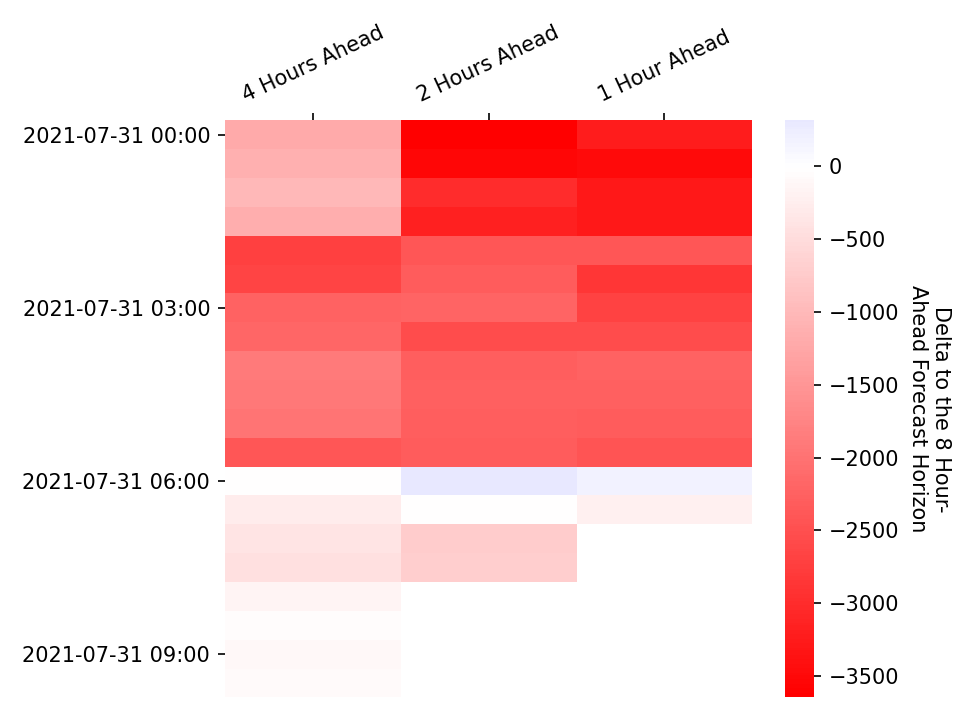 4 Hours Ahead
2 Hours Ahead
1 Hour Ahead
2021-07-31 00:00
2021-07-31 03:00
2021-07-31 06:00
2021-07-31 09:00
0
−500
−1000
−1500
−2000
−2500
−3000
−3500
Delta to the 8 Hour-
Ahead Forecast Horizon